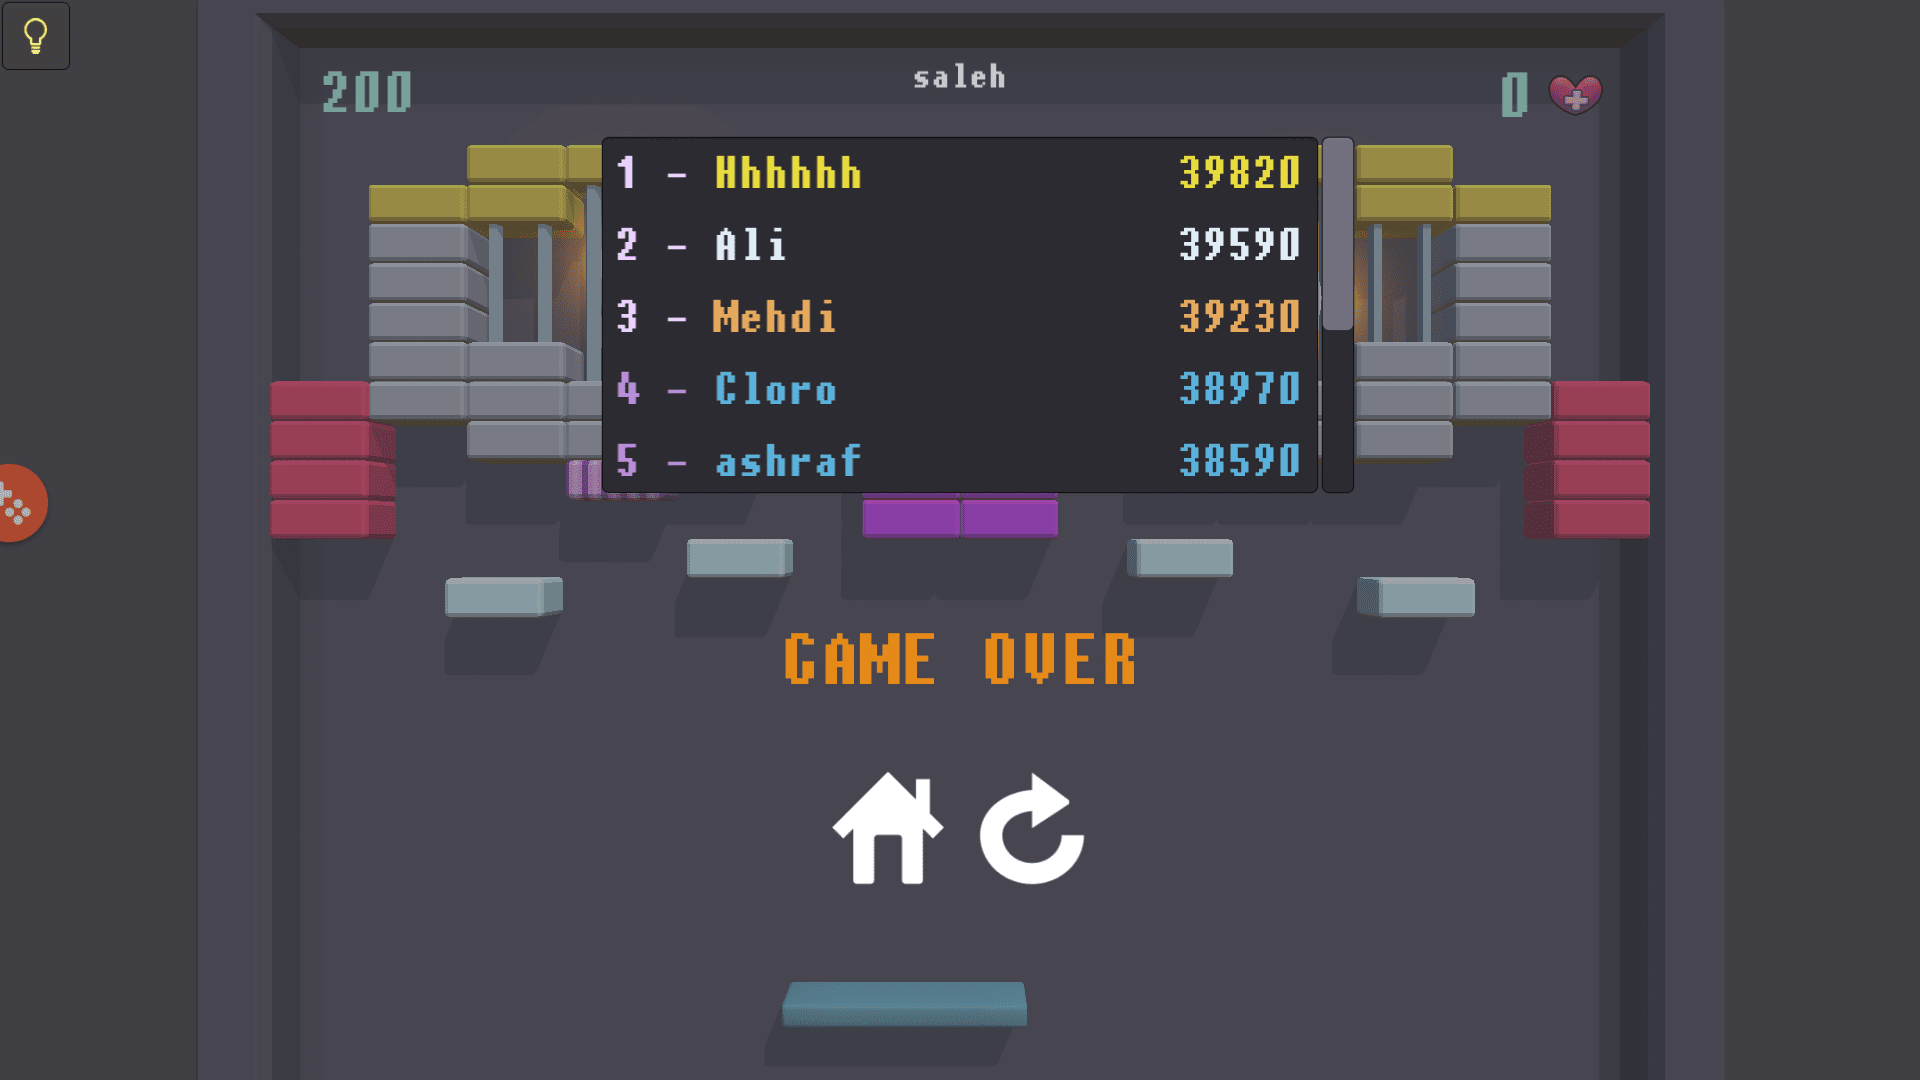 saleh
200
0
1 - Hhhhhh 39820
2 - Ali 39590
3 - Mehdi 39230
4 - Cloro 38970
5 - ashraf 38590
GAME OVER